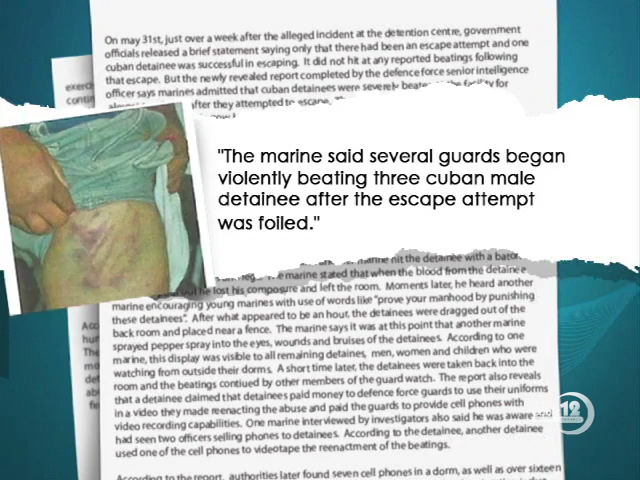 On may 31st, just over a week after the alleged incident at the detention centre, government
officials released a brief statement saying only that there had been an escape attempt and one
cuban detainee was successful in escaping. It did not hit at any reported beatings following
that escape. But the newly revealed report completed by the defence force senior intelligence
officer says marines admitted that cuban detainees were severely beaten at the facility for
after they attempted to escape.
"The marine said several guards began
violently beating three cuban male
detainee after the escape attempt
was foiled."
marine hit the detainee with a baton
marine stated that when the blood from the detainee
he lost his composure and left the room. Moments later, he heard another
marine encouraging young marines with use of words like "prove your manhood by punishing
these detainees". After what appeared to be an hour, the detainees were dragged out of the
back room and placed near a fence. The marine says it was at this point that another marine
sprayed pepper spray into the eyes, wounds and bruises of the detainees. According to one
marine, this display was visible to all remaining detaines, men, women and children who were
watching from outside their dorms. A short time later, the detainees were taken back into the
room and the beatings contiued by other members of the guard watch. The report also reveals
that a detainee claimed that detainees paid money to defence force guards to use their uniforms
in a video they made reenacting the abuse and paid the guards to provide cell phones with
video recording capabilities. One marine interviewed by investigators also said he was aware and
had seen two officers selling phones to detainees. According to the detainee, another detainee
used one of the cell phones to videotape the reenactment of the beatings.
According to the report, authorities later found seven cell phones in a dorm, as well as over sixteen
12